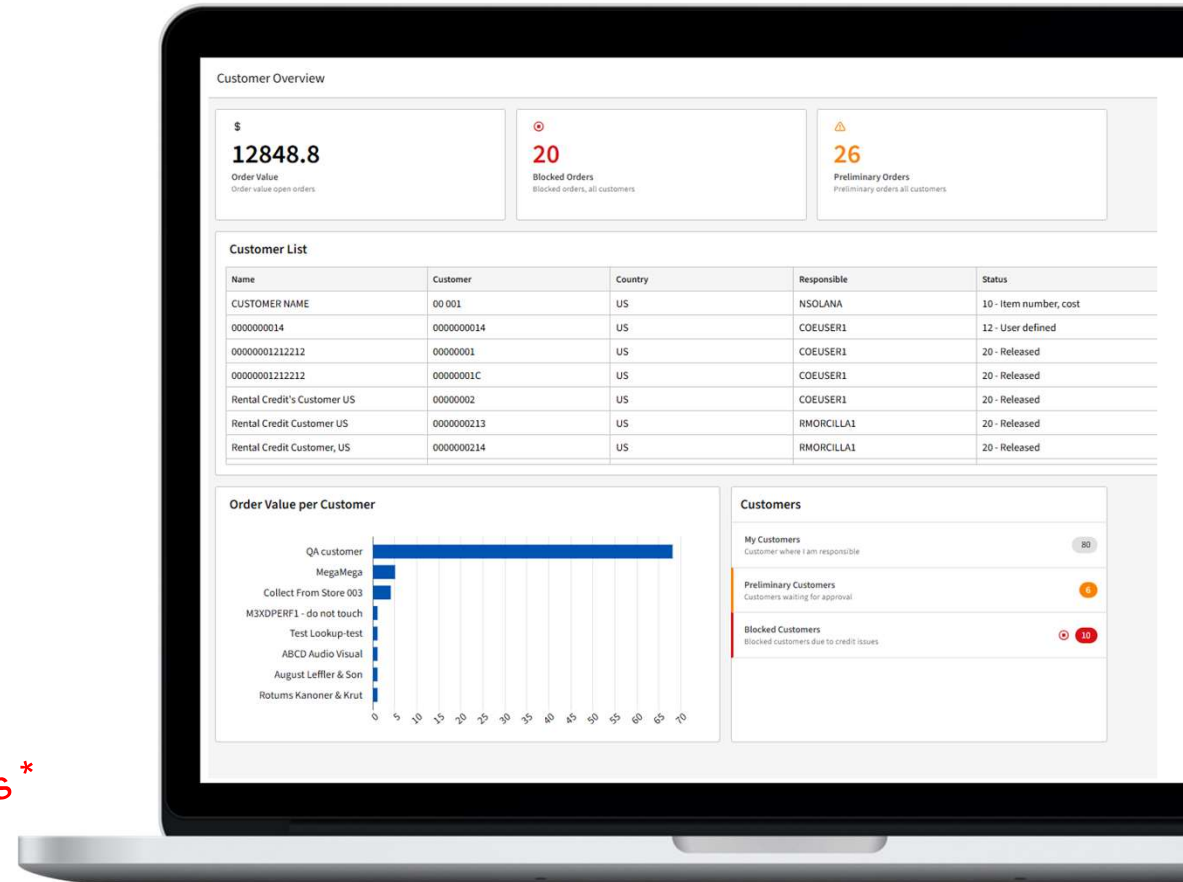 Customer Overview
$
12848.8
Order Value
Order value open orders
20
Blocked Orders
Blocked orders, all customers
26
Preliminary Orders
Preliminary orders all customers
Customer List
Name Customer Country Responsible Status
CUSTOMER NAME 00 001 US NSOLANA 10 - Item number, cost
0000000014 0000000014 US COEUSER1 12 - User defined
00000001212212 00000001 US COEUSER1 20 - Released
00000001212212 00000001C US COEUSER1 20 - Released
Rental Credit's Customer US 00000002 US COEUSER1 20 - Released
Rental Credit Customer US 0000000213 US RMORCILLA1 20 - Released
Rental Credit Customer, US 0000000214 US RMORCILLA1 20 - Released
Order Value per Customer
QA customer
MegaMega
Collect From Store 003
M3XDPERF1 - do not touch
Test Lookup-test
ABCD Audio Visual
August Leffler & Son
Rotums Kanoner & Krut
0 5 10 15 20 25 30 35 40 45 50 55 60 65 70
Customers
My Customers
Customer where I am responsible
80
Preliminary Customers
Customers waiting for approval
6
Blocked Customers
Blocked customers due to credit issues
10
s*